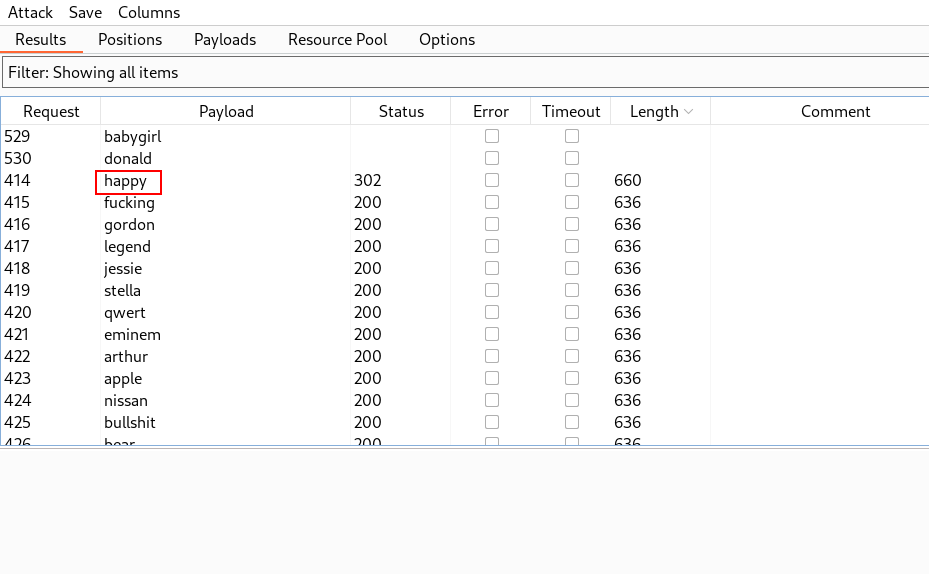 Attack Save Columns
Results Positions Payloads Resource Pool Options
Filter: Showing all items
Request Payload Status Error Timeout Length Comment
529 babygirl
530 donald
414 happy 302 660
415 fucking 200 636
416 gordon 200 636
417 legend 200 636
418 jessie 200 636
419 stella 200 636
420 qwert 200 636
421 eminem 200 636
422 arthur 200 636
423 apple 200 636
424 nissan 200 636
425 bullshit 200 636
426 bear 200 636